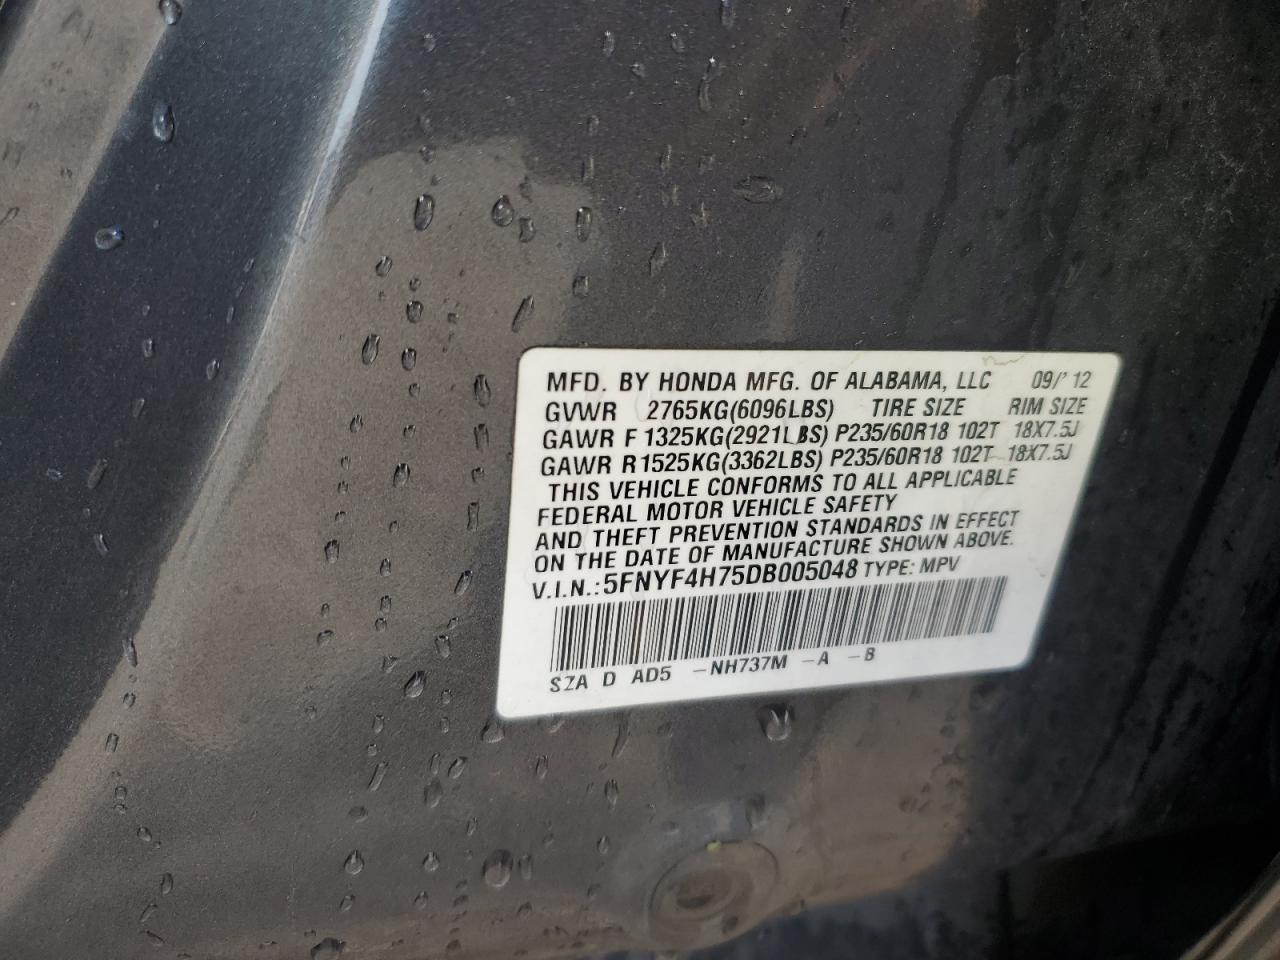 MFD. BY HONDA MFG. OF ALABAMA, LLC 09/'12
GVWR 2765KG(6096LBS) TIRE SIZE RIM SIZE
GAWR F 1325KG(2921LBS) P235/60R18 102T 18X7.5J
GAWR R1525KG(3362LBS) P235/60R18 102T 18X7.5J
THIS VEHICLE CONFORMS TO ALL APPLICABLE
FEDERAL MOTOR VEHICLE SAFETY
AND THEFT PREVENTION STANDARDS IN EFFECT
ON THE DATE OF MANUFACTURE SHOWN ABOVE.
V.I.N.:5FNYF4H75DB005048 TYPE: MPV
SZA D AD5 -NH737M -A -B